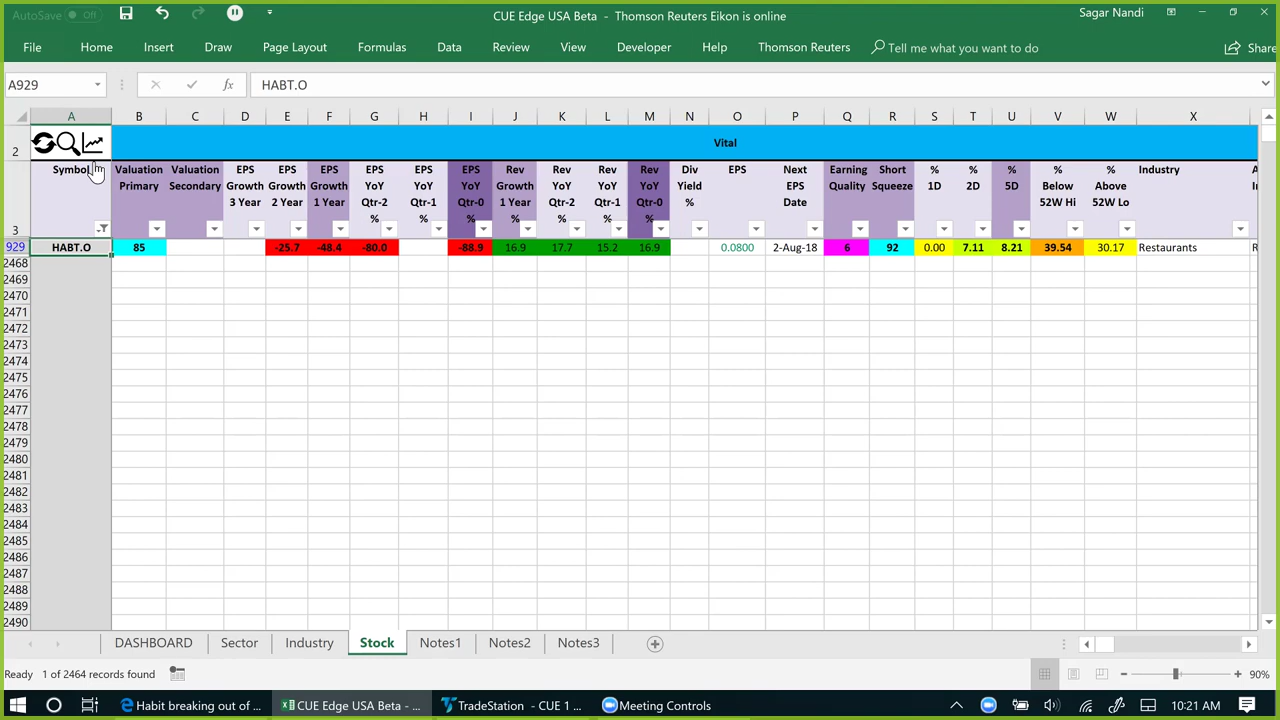 AutoSave Off CUE Edge USA Beta - Thomson Reuters Eikon is online Sagar Nandi
File Home Insert Draw Page Layout Formulas Data Review View Developer Help Thomson Reuters Tell me what you want to do Share
A929 fx HABT.O
A B C D E F G H I J K L M N O P Q R S T U V W X
2 Vital
Symbol Valuation Valuation EPS EPS EPS EPS EPS EPS Rev Rev Rev Rev Div EPS Next Earning Short % % % % % Industry A
Primary Secondary Growth Growth Growth YoY YoY YoY Growth YoY YoY YoY Yield EPS Quality Squeeze 1D 2D 5D Below Above
3 Year 2 Year 1 Year Qtr-2 Qtr-1 Qtr-0 1 Year Qtr-2 Qtr-1 Qtr-0 % Date 52W Hi 52W Lo
3 % % % % % %
929 HABT.O 85 -25.7 -48.4 -80.0 -88.9 16.9 17.7 15.2 16.9 0.0800 2-Aug-18 6 92 0.00 7.11 8.21 39.54 30.17 Restaurants R
2468
2469
2470
2471
2472
2473
2474
2475
2476
2477
2478
2479
2480
2481
2482
2483
2484
2485
2486
2487
2488
2489
2490
DASHBOARD Sector Industry Stock Notes1 Notes2 Notes3
Ready 1 of 2464 records found 90%
Habit breaking out of ... CUE Edge USA Beta - ... TradeStation - CUE 1 ... Meeting Controls 10:21 AM